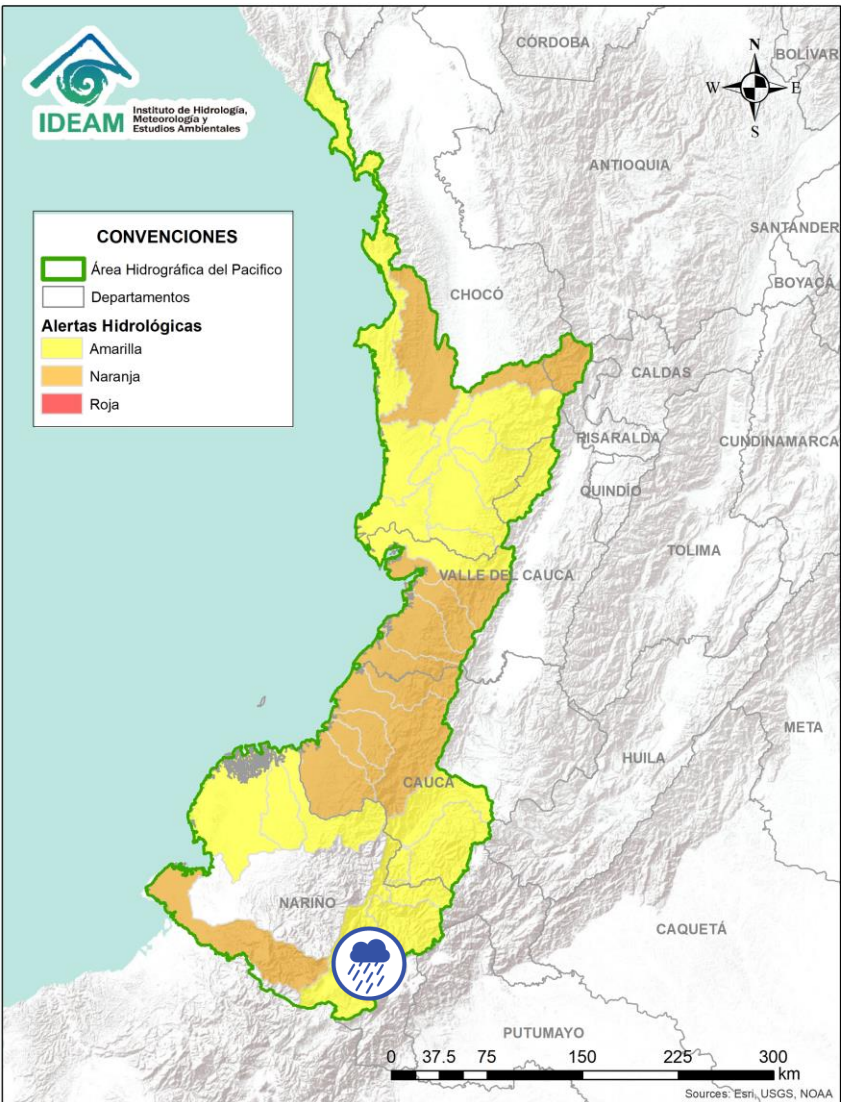 IDEAM
Instituto de Hidrología,
Meteorología y
Estudios Ambientales
N
W E
S
CONVENCIONES
Área Hidrográfica del Pacifico
Departamentos
Alertas Hidrológicas
Amarilla
Naranja
Roja
CÓRDOBA
BOLÍVAR
ANTIOQUIA
SANTANDER
BOYACÁ
CHOCÓ
CALDAS
RISARALDA
CUNDINAMARCA
QUINDÍO
TOLIMA
VALLE DEL CAUCA
META
HUILA
CAUCA
NARIÑO
CAQUETÁ
PUTUMAYO
0 37.5 75 150 225 300
km
Sources: Esri, USGS, NOAA